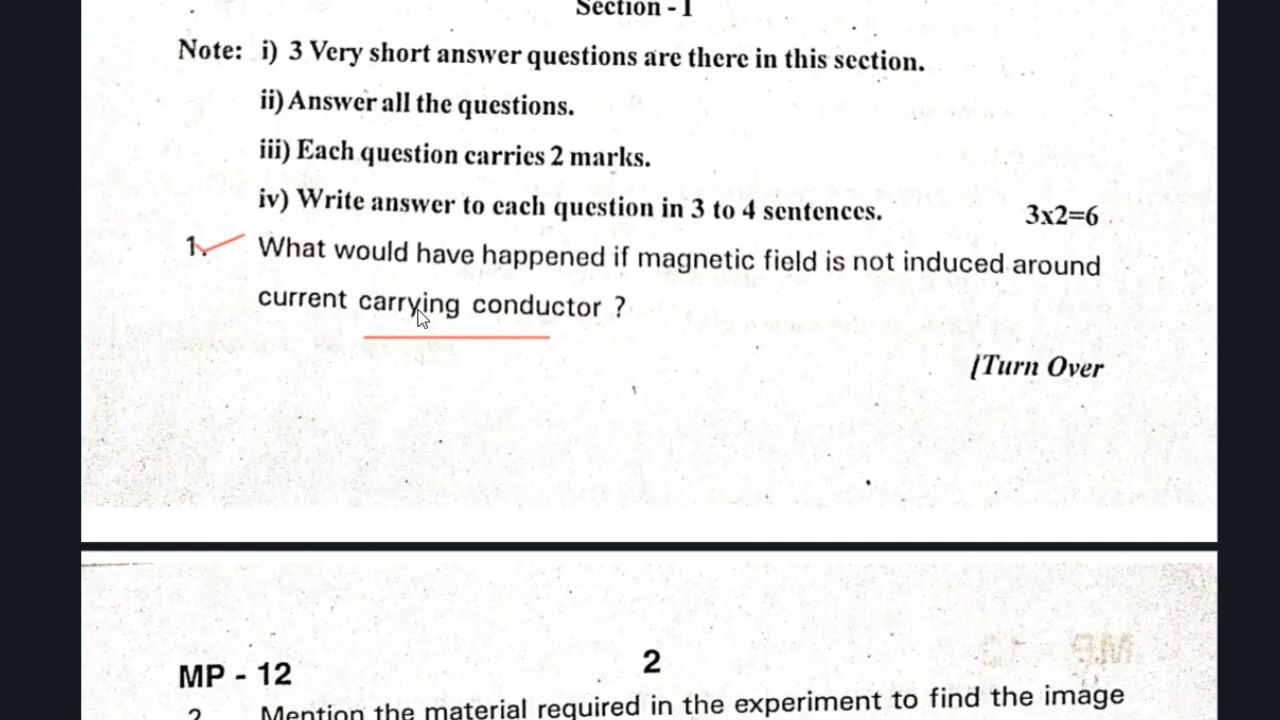 Section - I
Note: i) 3 Very short answer questions are there in this section.
ii) Answer all the questions.
iii) Each question carries 2 marks.
iv) Write answer to each question in 3 to 4 sentences. 3x2=6
1. What would have happened if magnetic field is not induced around
current carrying conductor ?
[Turn Over
MP - 12 2
2. Mention the material required in the experiment to find the image